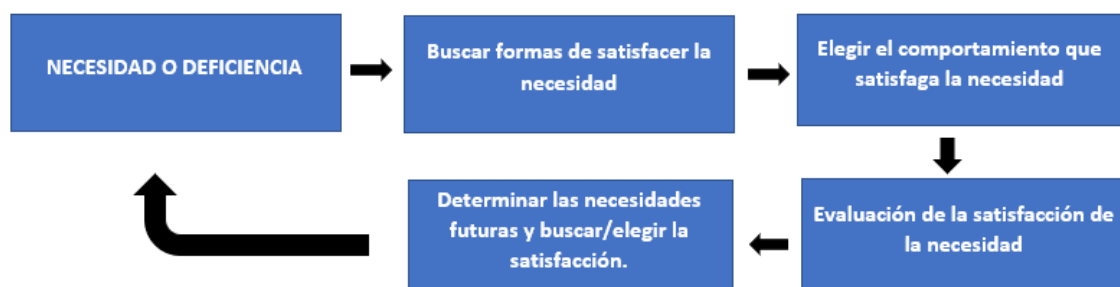 NECESIDAD O DEFICIENCIA
Buscar formas de satisfacer la
necesidad
Elegir el comportamiento que
satisfaga la necesidad
Evaluación de la satisfacción de
la necesidad
Determinar las necesidades
futuras y buscar/elegir la
satisfacción.